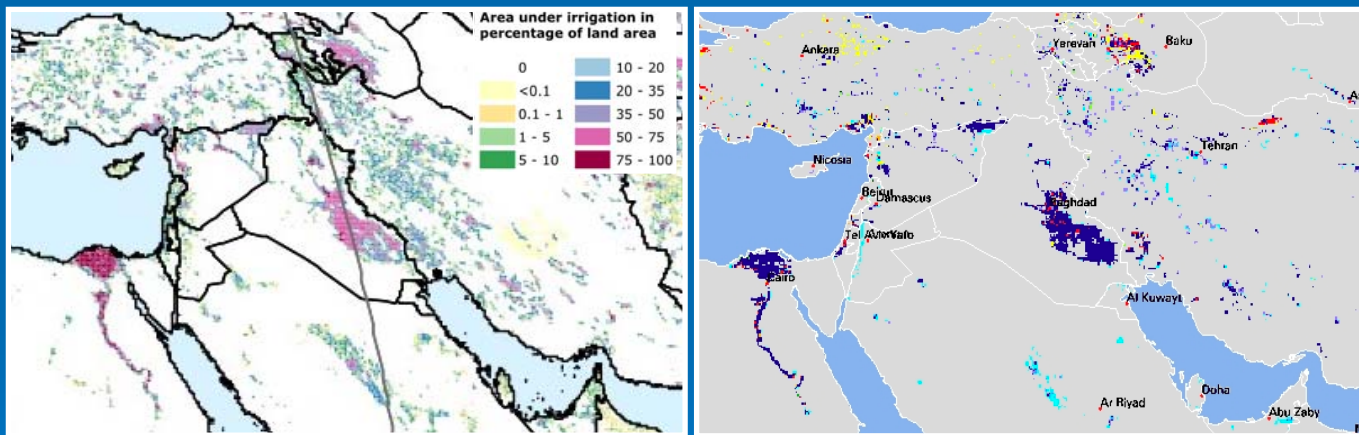 Area under irrigation in
percentage of land area
0
<0.1
0.1 - 1
1 - 5
5 - 10
10 - 20
20 - 35
35 - 50
50 - 75
75 - 100
Ankara
Yerevan
Baku
Tehran
Nicosia
Beirut
Damascus
Baghdad
Tel Aviv-Yafo
Cairo
Al Kuwayt
Doha
Ar Riyad
Abu Zaby